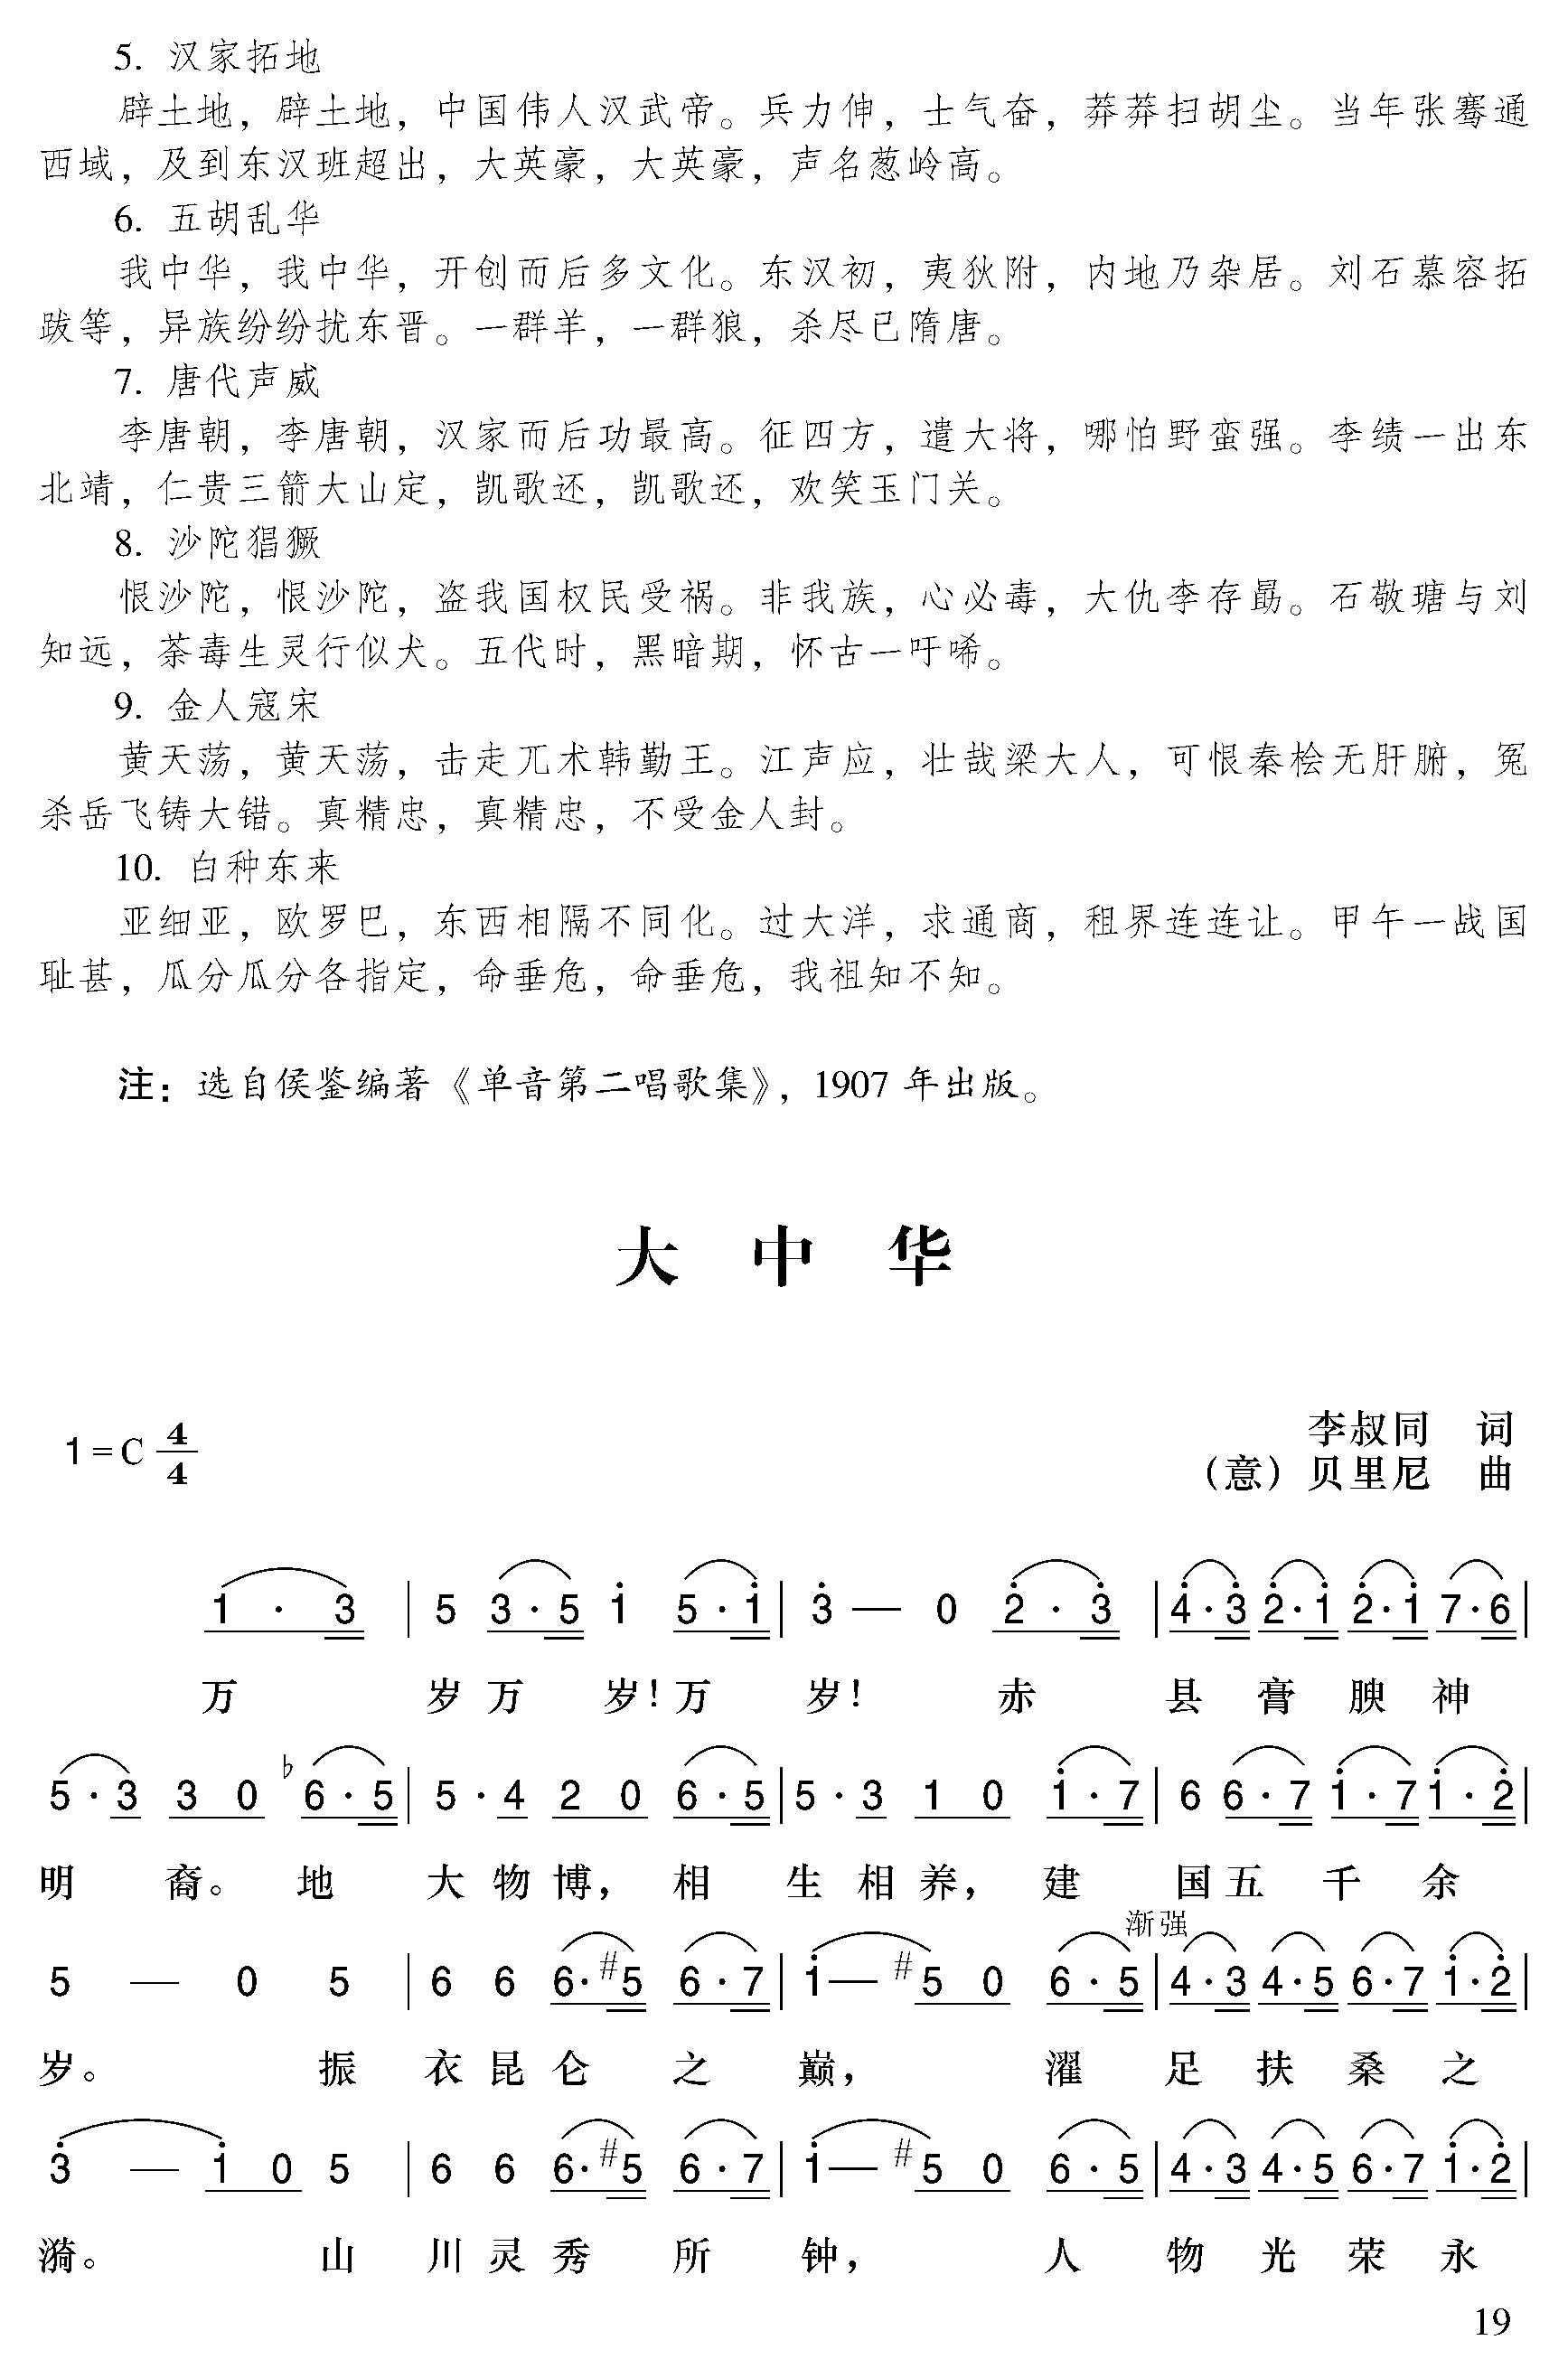 5. 汉家拓地
辟土地，辟土地，中国伟人汉武帝。兵力伸，士气奋，莽莽扫胡尘。当年张骞通
西域，及到东汉班超出，大英豪，大英豪，声名葱岭高。
6. 五胡乱华
我中华，我中华，开创而后多文化。东汉初，夷狄附，内地乃杂居。刘石慕容拓
跋等，异族纷纷扰东晋。一群羊，一群狼，杀尽已隋唐。
7. 唐代声威
李唐朝，李唐朝，汉家而后功最高。征四方，遣大将，哪怕野蛮强。李绩一出东
北靖，仁贵三箭大山定，凯歌还，凯歌还，欢笑玉门关。
8. 沙陀猖獗
恨沙陀，恨沙陀，盗我国权民受祸。非我族，心必毒，大仇李存勗。石敬瑭与刘
知远，荼毒生灵行似犬。五代时，黑暗期，怀古一吁唏。
9. 金人寇宋
黄天荡，黄天荡，击走兀术韩勤王。江声应，壮哉梁大人，可恨秦桧无肝腑，冤
杀岳飞铸大错。真精忠，真精忠，不受金人封。
10. 白种东来
亚细亚，欧罗巴，东西相隔不同化。过大洋，求通商，租界连连让。甲午一战国
耻甚，瓜分瓜分各指定，命垂危，命垂危，我祖知不知。
注：选自侯鉴编著《单音第二唱歌集》，1907 年出版。
大 中 华
1=C 4/4
李叔同 词
（意）贝里尼 曲
1 · 3 | 5 3·5 i 5·i | 3 — 0 2 · 3 | 4·3 2·1 2·1 7·6 |
万 岁 万 岁！万 岁！ 赤 县 膏 腴 神
5·3 3 0 ♭6·5 | 5·4 2 0 6·5 | 5·3 1 0 i·7 | 6 6·7 i·7 i·2 |
明 裔。 地 大 物 博， 相 生 相 养， 建 国 五 千 余
渐强
5 — 0 5 | 6 6 6·#5 6·7 | i — #5 0 6·5 | 4·3 4·5 6·7 i·2 |
岁。 振 衣 昆 仑 之 巅， 濯 足 扶 桑 之
3 — i 0 5 | 6 6 6·#5 6·7 | i — #5 0 6·5 | 4·3 4·5 6·7 i·2 |
漪。 山 川 灵 秀 所 钟， 人 物 光 荣 永
19